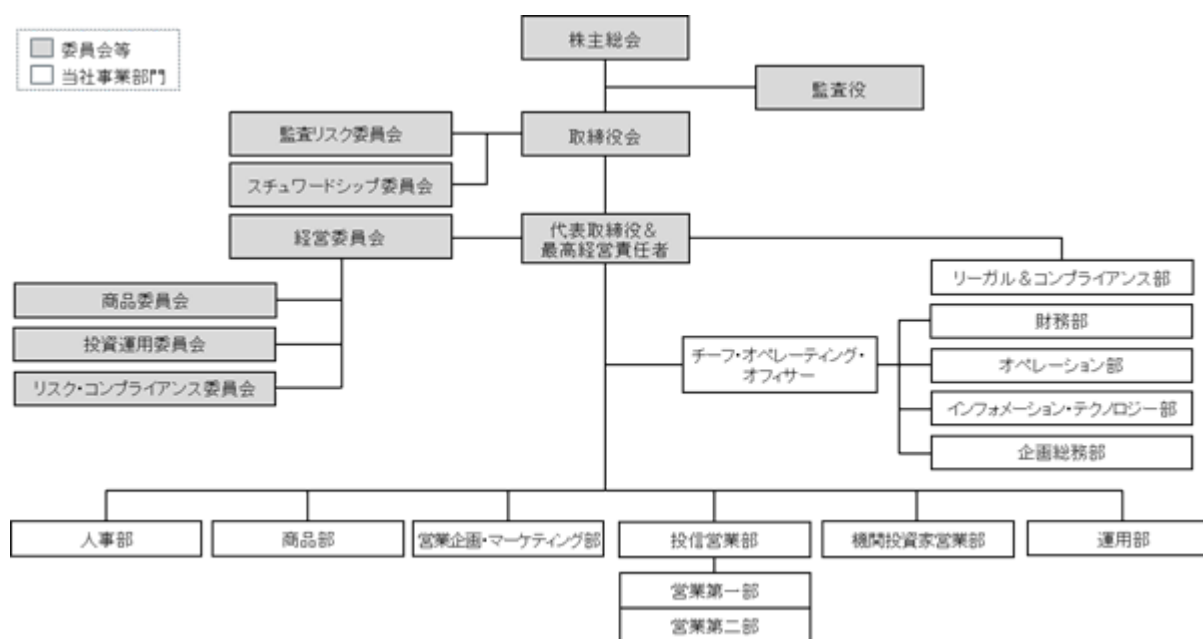 委員会等
当社事業部門
株主総会
監査役
監査リスク委員会
取締役会
スチュワードシップ委員会
経営委員会
代表取締役&
最高経営責任者
リーガル&コンプライアンス部
商品委員会
財務部
投資運用委員会
チーフ・オペレーティング・
オフィサー
オペレーション部
リスク・コンプライアンス委員会
インフォメーション・テクノロジー部
企画総務部
人事部
商品部
営業企画・マーケティング部
投信営業部
機関投資家営業部
運用部
営業第一部
営業第二部